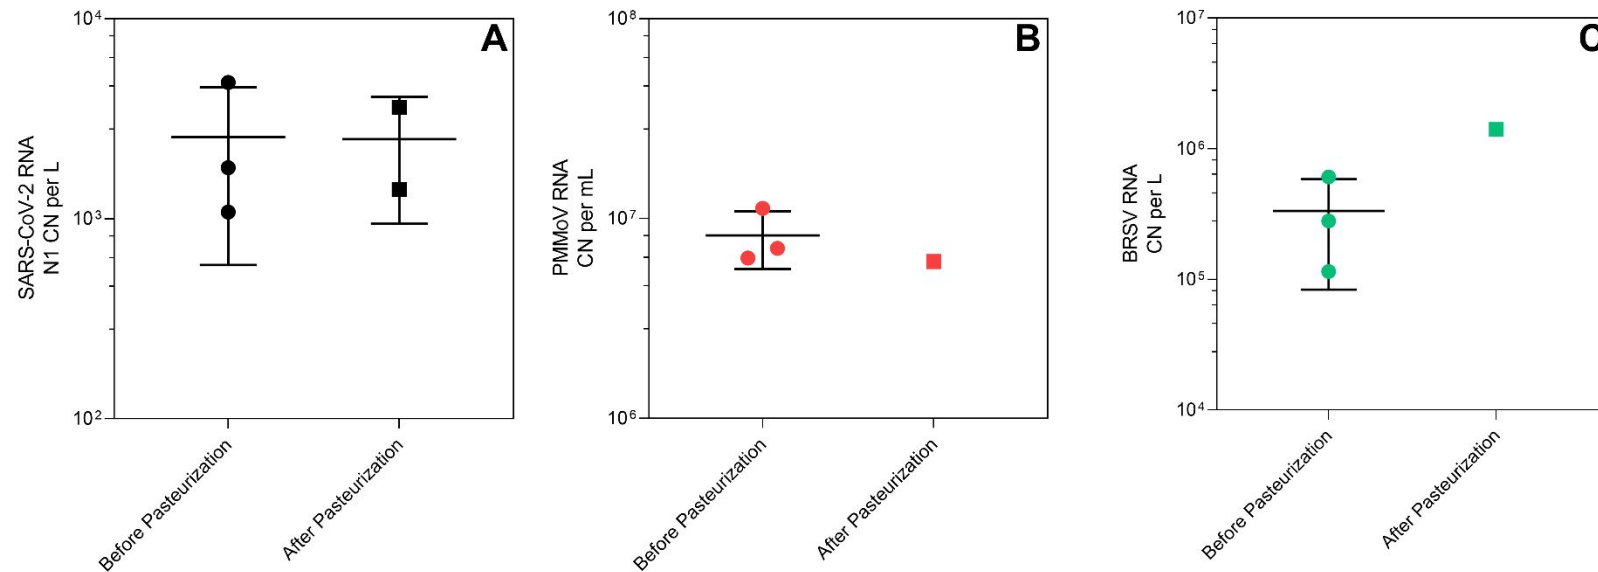 A
10⁴
10³
10²
SARS-CoV-2 RNA
N1 CN per L
Before Pasteurization
After Pasteurization
B
10⁸
10⁷
10⁶
PMMoV RNA
CN per mL
Before Pasteurization
After Pasteurization
C
10⁷
10⁶
10⁵
10⁴
BRSV RNA
CN per L
Before Pasteurization
After Pasteurization